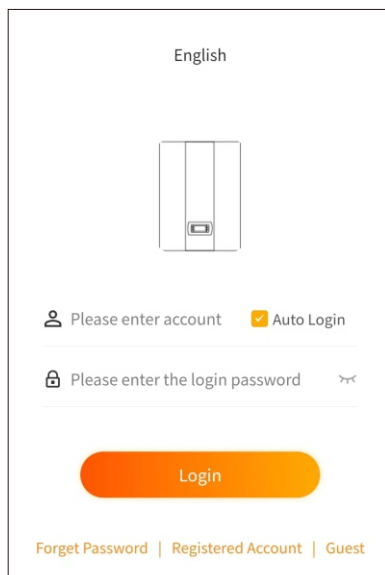 English
Please enter account Auto Login
Please enter the login password
Login
Forget Password | Registered Account | Guest